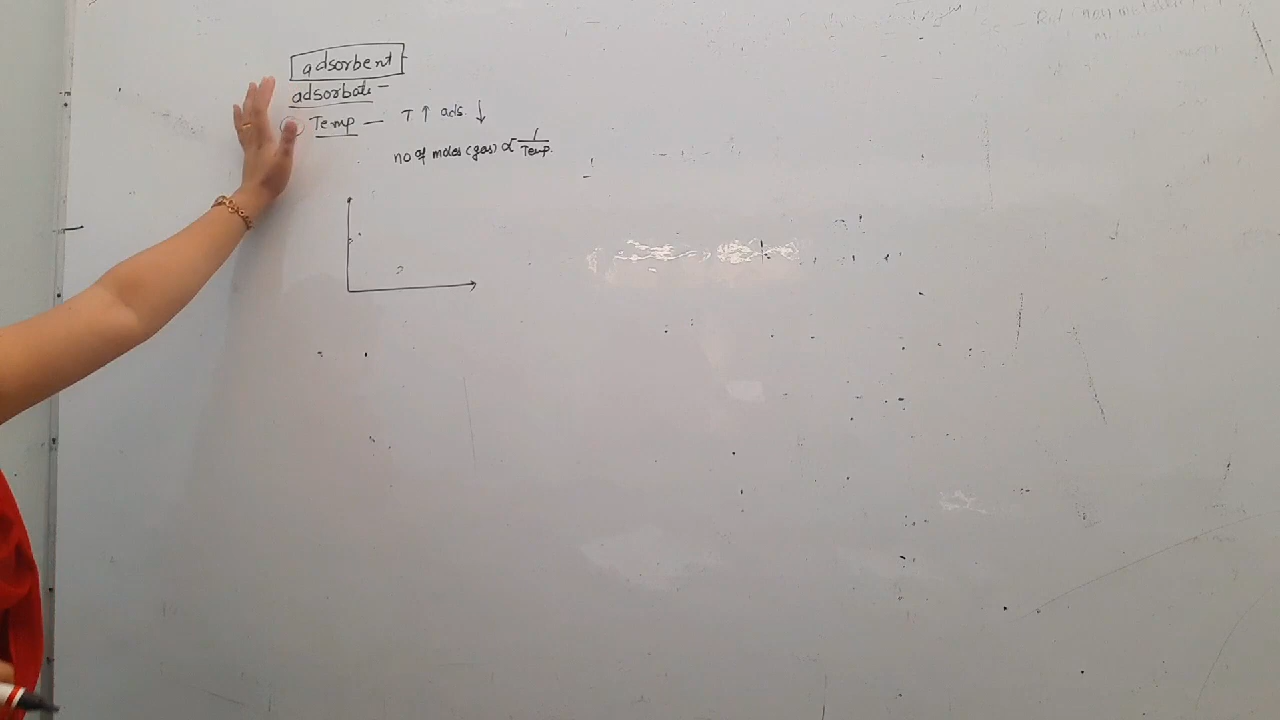 adsorbent
adsorbate -
Temp — T ↑ ads. ↓
no of moles (gas) ∝ 1/Temp.